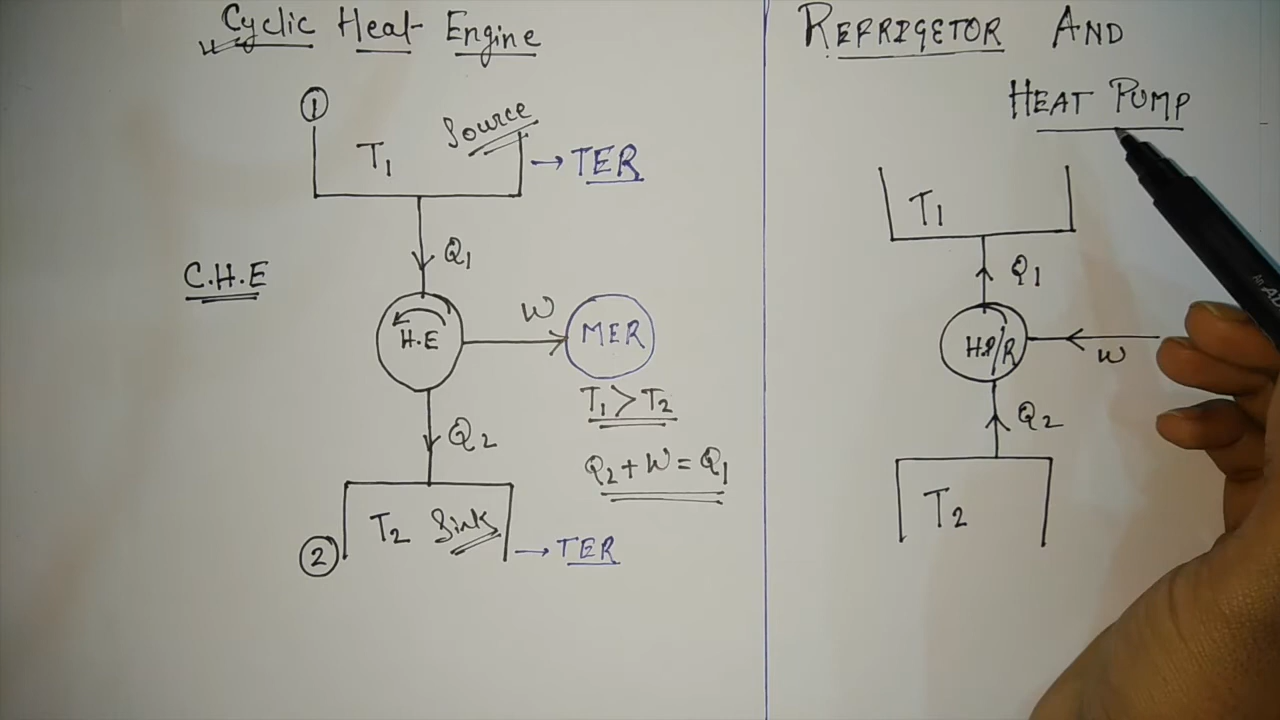 Cyclic Heat Engine
1
T1 Source
→ TER
Q1
C.H.E
H.E
W
MER
T1 > T2
Q2
Q2 + W = Q1
T2 Sink
2
→ TER
REFRIGETOR AND
HEAT PUMP
T1
Q1
H.P/R
W
Q2
T2